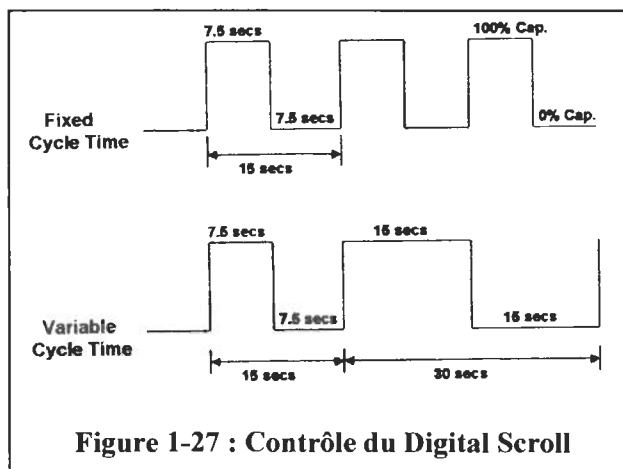 7.5 secs
100% Cap.
Fixed
Cycle Time
7.5 secs
0% Cap.
15 secs
7.5 secs
15 secs
Variable
Cycle Time
7.5 secs
15 secs
15 secs
30 secs
Figure 1-27 : Contrôle du Digital Scroll